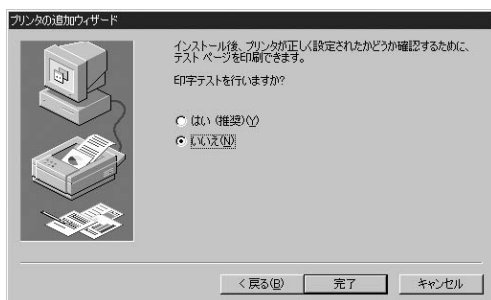 プリンタの追加ウィザード
インストール後、プリンタが正しく設定されたかどうか確認するために、
テスト ページを印刷できます。
印字テストを行いますか?
はい (推奨)(Y)
いいえ(N)
< 戻る(B)
完了
キャンセル